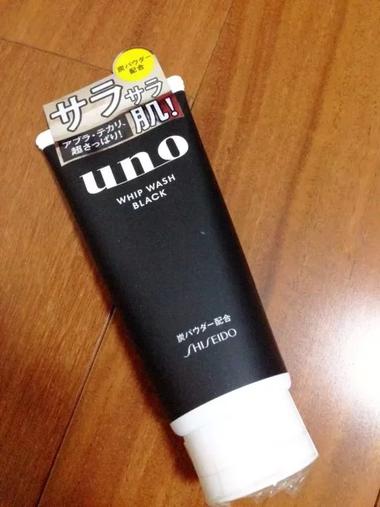 炭パウダー
配合
サラサラ
肌!
アブラ・テカリ、
超さっぱり!
uno
WHIP WASH
BLACK
炭パウダー配合
SHISEIDO